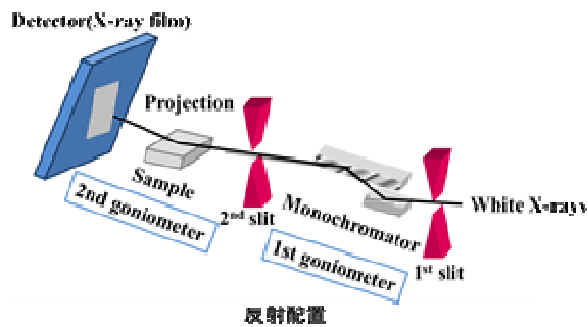 Detector(X-ray film)
Projection
Sample
2nd goniometer
2nd slit
Monochromator
1st goniometer
1st slit
White X-rays
反射配置